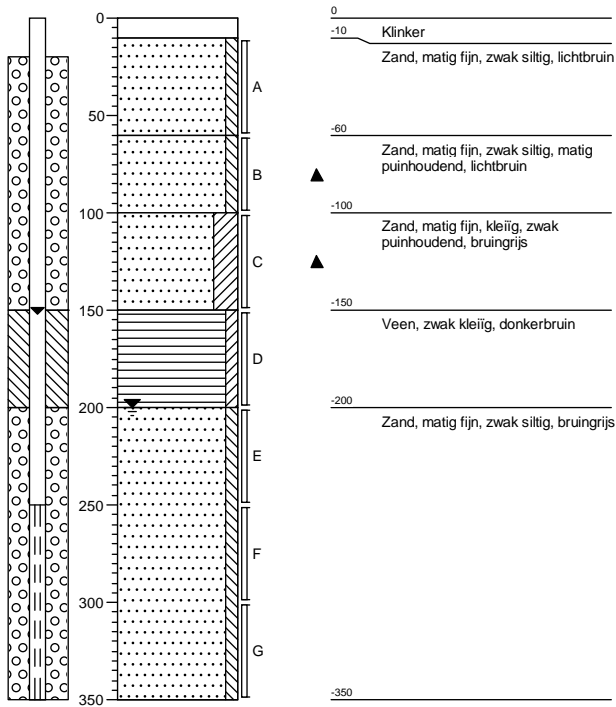 0
50
100
150
200
250
300
350
A
B
C
D
E
F
G
0
-10
Klinker
Zand, matig fijn, zwak siltig, lichtbruin
-60
Zand, matig fijn, zwak siltig, matig
puinhoudend, lichtbruin
-100
Zand, matig fijn, kleiïg, zwak
puinhoudend, bruingrijs
-150
Veen, zwak kleiïg, donkerbruin
-200
Zand, matig fijn, zwak siltig, bruingrijs
-350